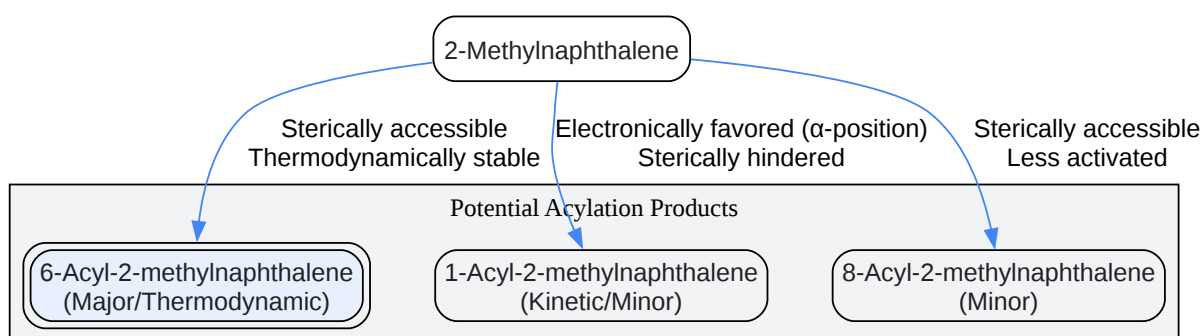 2-Methylnaphthalene
Sterically accessible
Thermodynamically stable
Electronically favored (α-position)
Sterically hindered
Sterically accessible
Less activated
Potential Acylation Products
6-Acyl-2-methylnaphthalene
(Major/Thermodynamic)
1-Acyl-2-methylnaphthalene
(Kinetic/Minor)
8-Acyl-2-methylnaphthalene
(Minor)